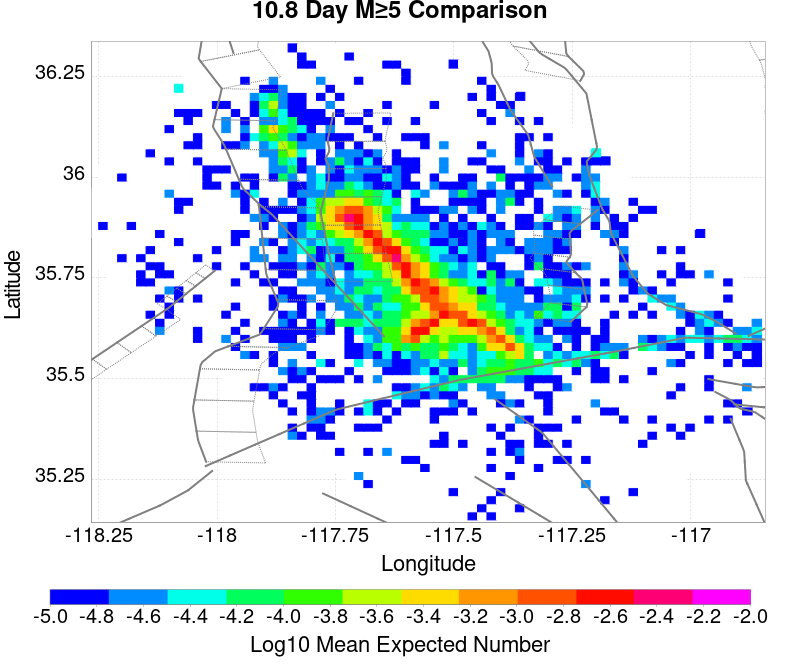 10.8 Day M≥5 Comparison
36.25
36
35.75
35.5
35.25
Latitude
-118.25 -118 -117.75 -117.5 -117.25 -117
Longitude
-5.0 -4.8 -4.6 -4.4 -4.2 -4.0 -3.8 -3.6 -3.4 -3.2 -3.0 -2.8 -2.6 -2.4 -2.2 -2.0
Log10 Mean Expected Number